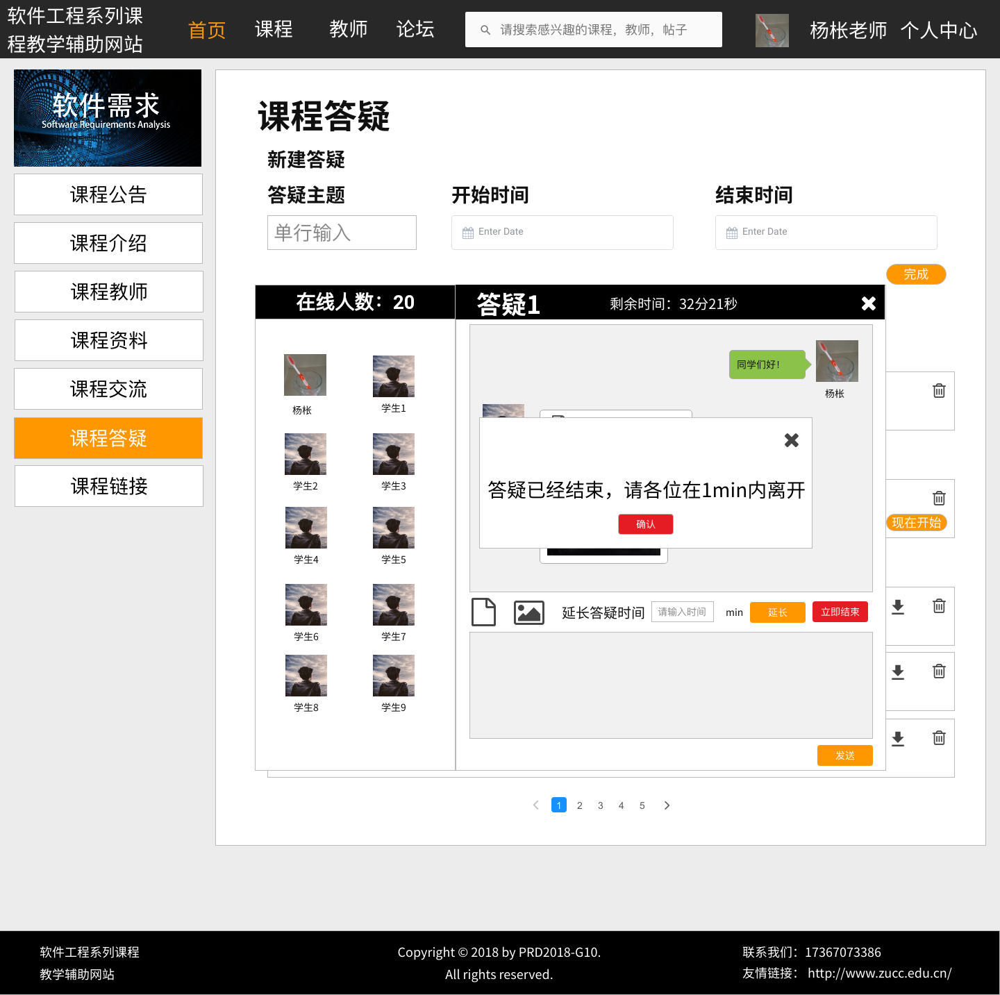 软件工程系列课
程教学辅助网站
首页
课程
教师
论坛
请搜索感兴趣的课程，教师，帖子
杨枨老师
个人中心
软件需求
Software Requirements Analysis
课程公告
课程介绍
课程教师
课程资料
课程交流
课程答疑
课程链接
课程答疑
新建答疑
答疑主题
开始时间
结束时间
单行输入
Enter Date
Enter Date
完成
在线人数：20
答疑1
剩余时间：32分21秒
杨枨
学生1
学生2
学生3
学生4
学生5
学生6
学生7
学生8
学生9
同学们好！
杨枨
答疑已经结束，请各位在1min内离开
确认
现在开始
延长答疑时间
请输入时间
min
延长
立即结束
发送
1
2
3
4
5
软件工程系列课程
教学辅助网站
Copyright © 2018 by PRD2018-G10.
All rights reserved.
联系我们：17367073386
友情链接： http://www.zucc.edu.cn/